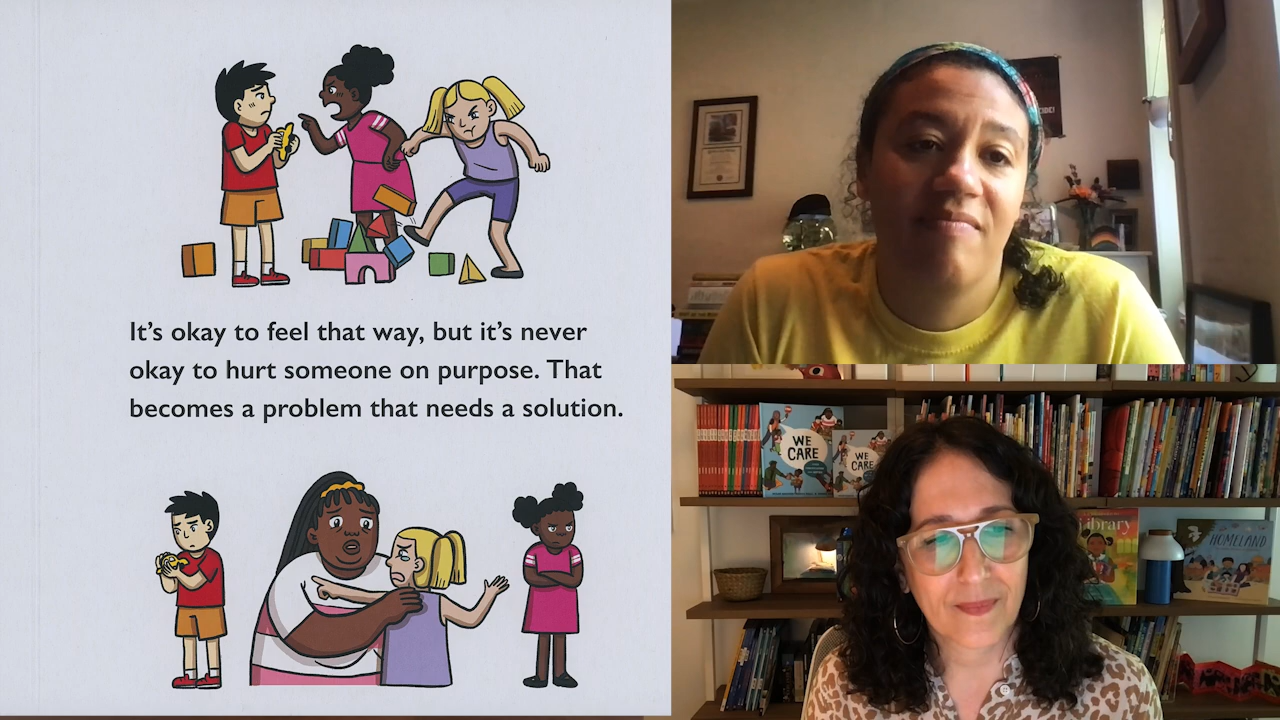 It's okay to feel that way, but it's never
okay to hurt someone on purpose. That
becomes a problem that needs a solution.
WE
CARE
WE
CARE
Library
HOMELAND